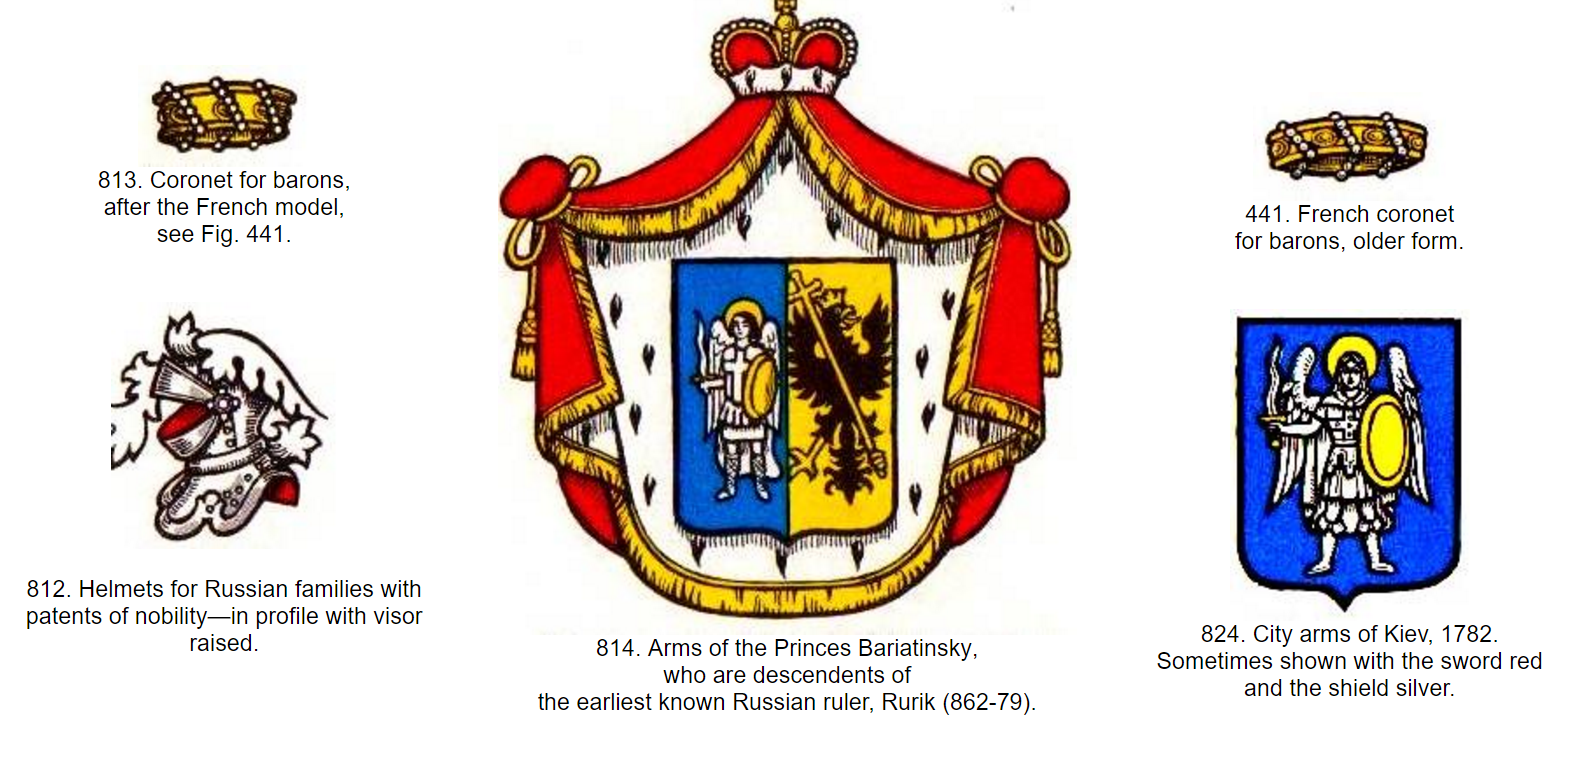 813. Coronet for barons,
after the French model,
see Fig. 441.
441. French coronet
for barons, older form.
812. Helmets for Russian families with
patents of nobility—in profile with visor
raised.
814. Arms of the Princes Bariatinsky,
who are descendents of
the earliest known Russian ruler, Rurik (862-79).
824. City arms of Kiev, 1782.
Sometimes shown with the sword red
and the shield silver.